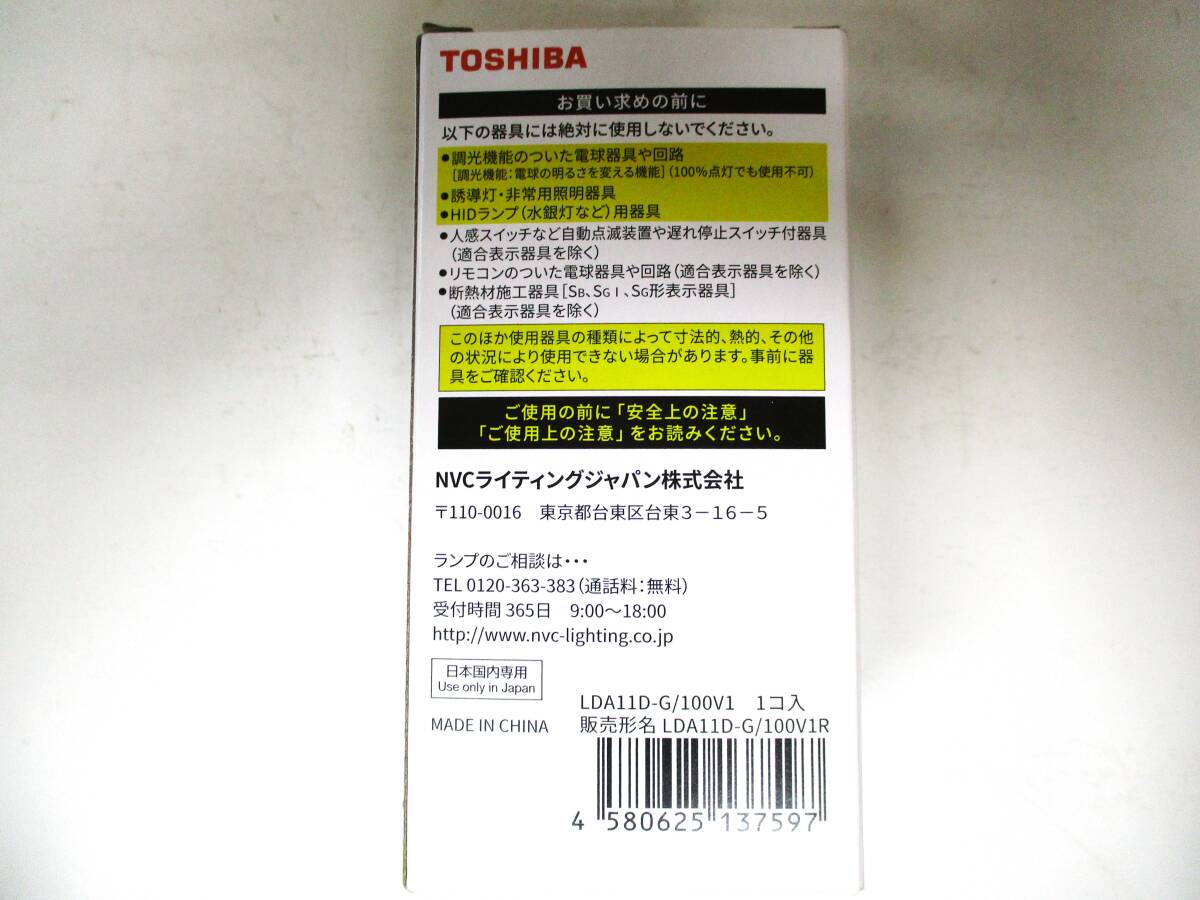 TOSHIBA
お買い求めの前に
以下の器具には絶対に使用しないでください。
●調光機能のついた電球器具や回路
［調光機能：電球の明るさを変える機能］（100％点灯でも使用不可）
●誘導灯・非常用照明器具
●HIDランプ（水銀灯など）用器具
●人感スイッチなど自動点滅装置や遅れ停止スイッチ付器具
（適合表示器具を除く）
●リモコンのついた電球器具や回路（適合表示器具を除く）
●断熱材施工器具［SB、SGI、SG形表示器具］
（適合表示器具を除く）
このほか使用器具の種類によって寸法的、熱的、その他
の状況により使用できない場合があります。事前に器
具をご確認ください。
ご使用の前に「安全上の注意」
「ご使用上の注意」をお読みください。
NVCライティングジャパン株式会社
〒110-0016　東京都台東区台東３－１６－５
ランプのご相談は・・・
TEL 0120-363-383（通話料：無料）
受付時間 365日　9:00～18:00
http://www.nvc-lighting.co.jp
日本国内専用
Use only in Japan
MADE IN CHINA
LDA11D-G/100V1　1コ入
販売形名 LDA11D-G/100V1R
4 580625 137597